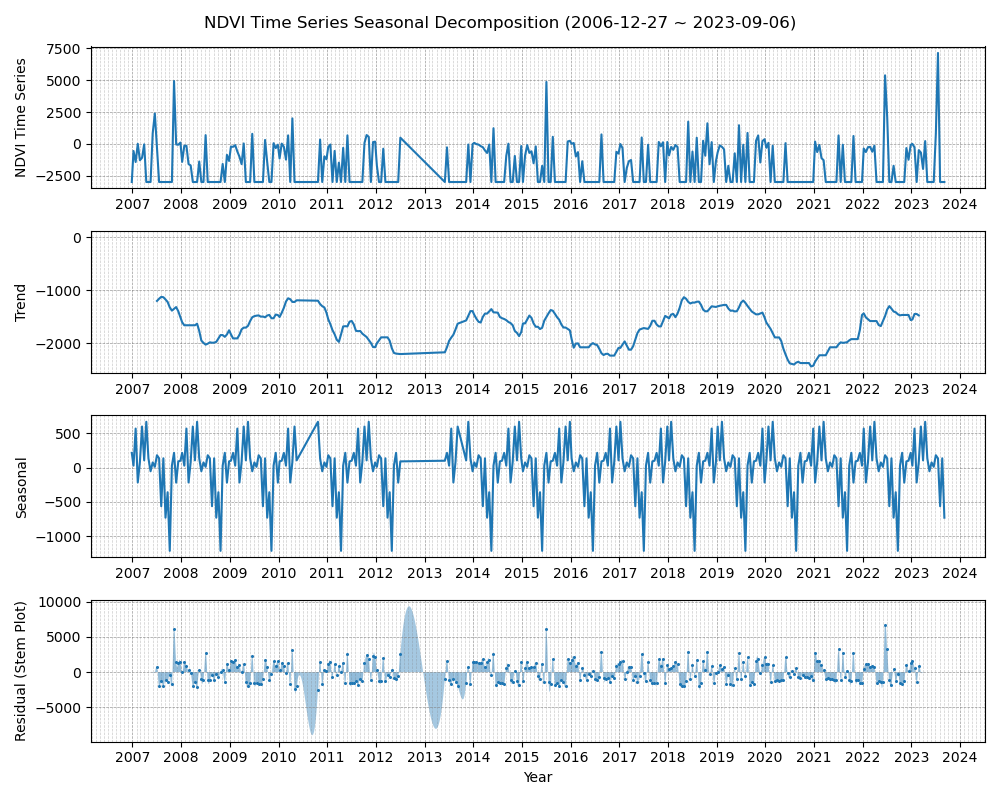 NDVI Time Series Seasonal Decomposition (2006-12-27 ~ 2023-09-06)
NDVI Time Series
7500
5000
2500
0
−2500
2007 2008 2009 2010 2011 2012 2013 2014 2015 2016 2017 2018 2019 2020 2021 2022 2023 2024
Trend
0
−1000
−2000
2007 2008 2009 2010 2011 2012 2013 2014 2015 2016 2017 2018 2019 2020 2021 2022 2023 2024
Seasonal
500
0
−500
−1000
2007 2008 2009 2010 2011 2012 2013 2014 2015 2016 2017 2018 2019 2020 2021 2022 2023 2024
Residual (Stem Plot)
10000
5000
0
−5000
2007 2008 2009 2010 2011 2012 2013 2014 2015 2016 2017 2018 2019 2020 2021 2022 2023 2024
Year